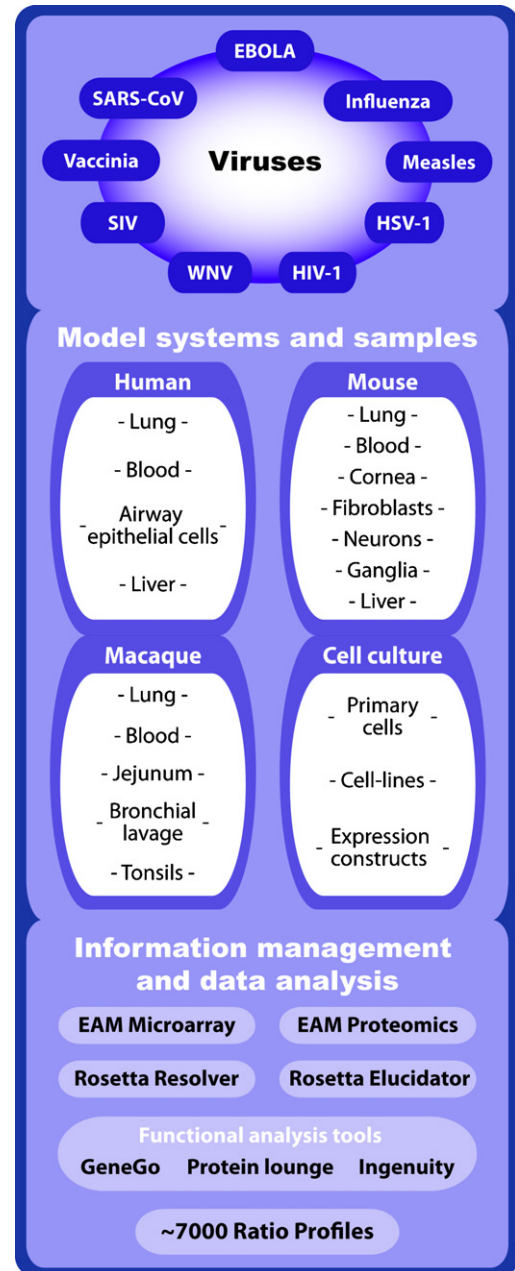 EBOLA
SARS-CoV
Influenza
Vaccinia
Viruses
Measles
SIV
HSV-1
WNV
HIV-1
Model systems and samples
Human
- Lung -
- Blood -
- Airway
epithelial cells -
- Liver -
Mouse
- Lung -
- Blood -
- Cornea -
- Fibroblasts -
- Neurons -
- Ganglia -
- Liver -
Macaque
- Lung -
- Blood -
- Jejunum -
- Bronchial
lavage -
- Tonsils -
Cell culture
- Primary
cells -
- Cell-lines -
- Expression
constructs -
Information management
and data analysis
EAM Microarray
EAM Proteomics
Rosetta Resolver
Rosetta Elucidator
Functional analysis tools
GeneGo Protein lounge Ingenuity
~7000 Ratio Profiles